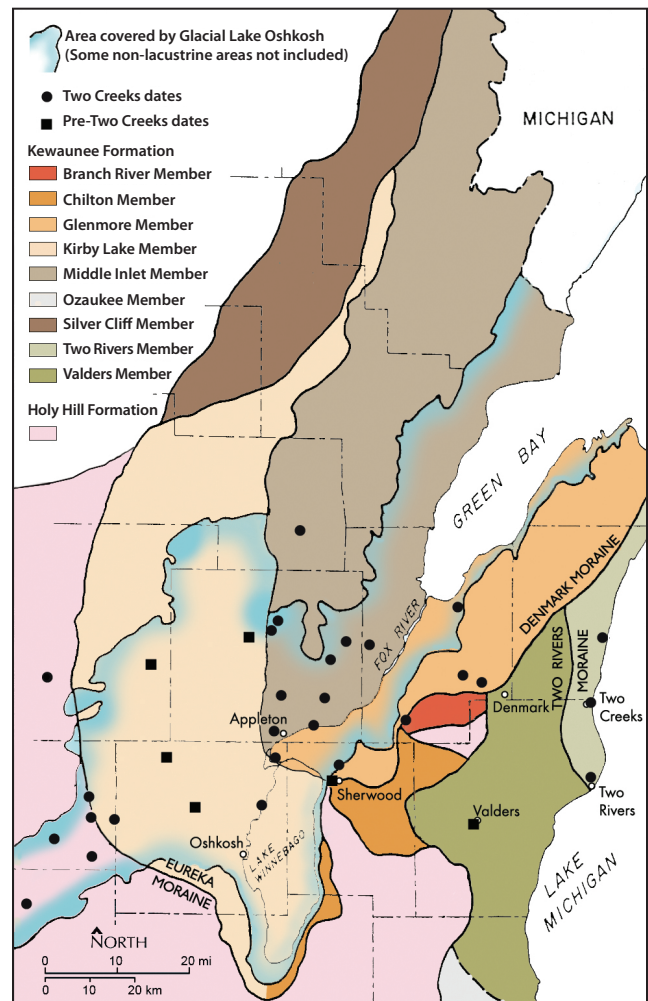 Area covered by Glacial Lake Oshkosh
(Some non-lacustrine areas not included)
Two Creeks dates
Pre-Two Creeks dates
Kewaunee Formation
Branch River Member
Chilton Member
Glenmore Member
Kirby Lake Member
Middle Inlet Member
Ozaukee Member
Silver Cliff Member
Two Rivers Member
Valders Member
Holy Hill Formation
MICHIGAN
GREEN BAY
DENMARK MORAINE
FOX RIVER
TWO RIVERS
MORAINE
Denmark
Two
Creeks
Appleton
Sherwood
Two
Rivers
Valders
Oshkosh
LAKE
WINNEBAGO
EUREKA
MORAINE
LAKE
MICHIGAN
NORTH
0 10 20 mi
0 10 20 km